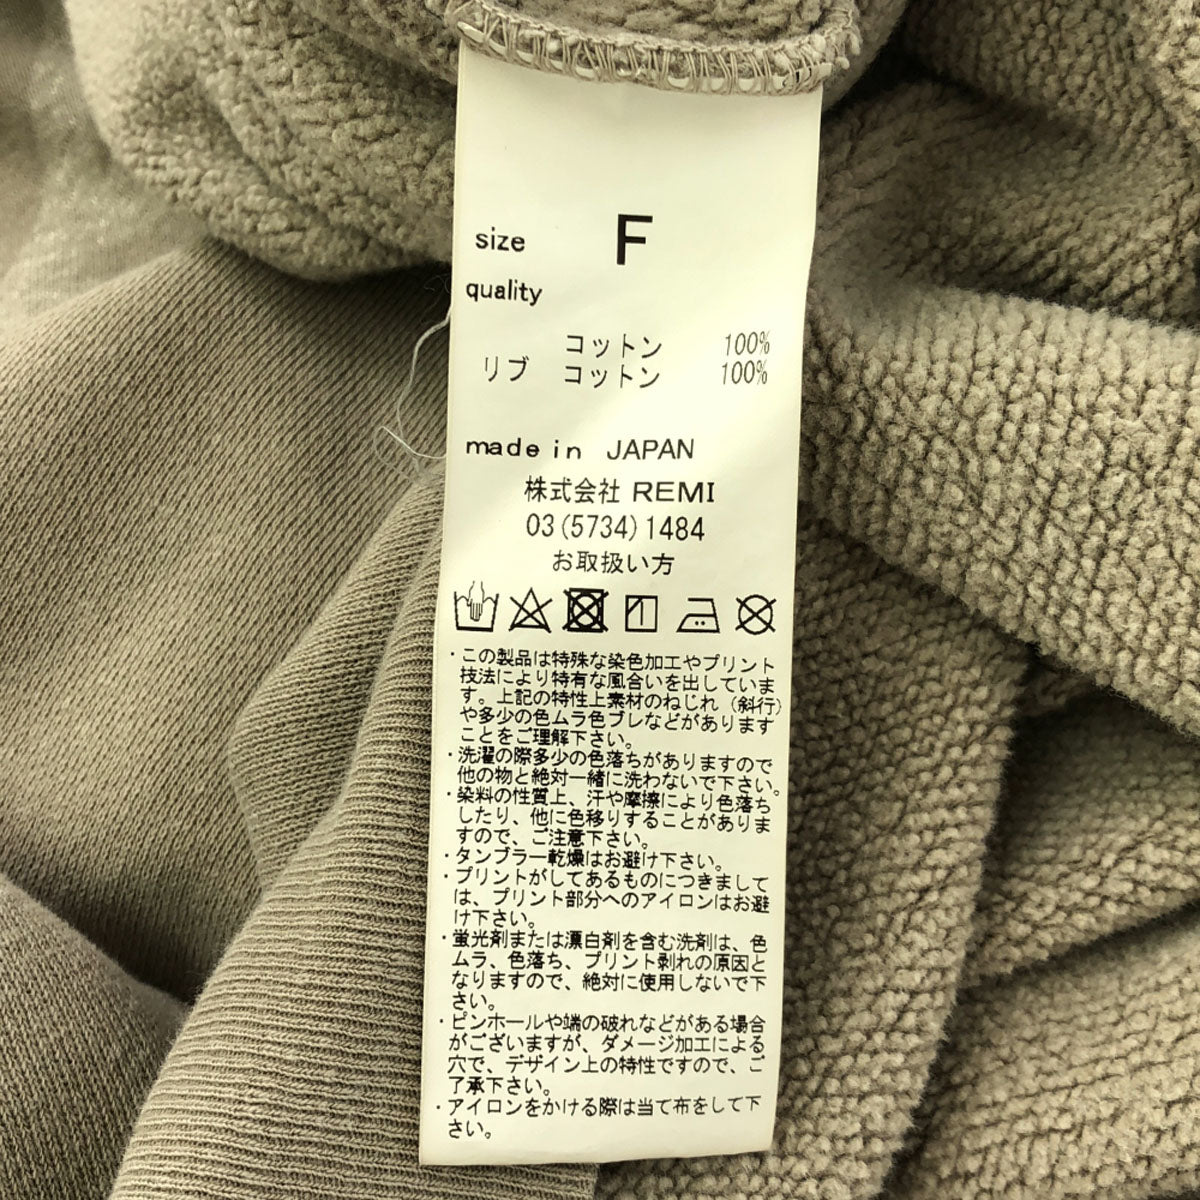 size F
quality
コットン 100%
リブ コットン 100%
made in JAPAN
株式会社 REMI
03(5734)1484
お取扱い方
・この製品は特殊な染色加工やプリント
技法により特有な風合いを出していま
す。上記の特性上素材のねじれ（斜行）
や多少の色ムラ色ブレなどがあります
ことをご理解下さい。
・洗濯の際多少の色落ちがありますので
他の物と絶対一緒に洗わないで下さい。
・染料の性質上、汗や摩擦により色落ち
したり、他に色移りすることがありま
すので、ご注意下さい。
・タンブラー乾燥はお避け下さい。
・プリントがしてあるものにつきまして
は、プリント部分へのアイロンはお避
け下さい。
・蛍光剤または漂白剤を含む洗剤は、色
ムラ、色落ち、プリント剥れの原因と
なりますので、絶対に使用しないで下
さい。
・ピンホールや端の破れなどがある場合
がございますが、ダメージ加工による
穴で、デザイン上の特性ですので、ご
了承下さい。
・アイロンをかける際は当て布をして下
さい。